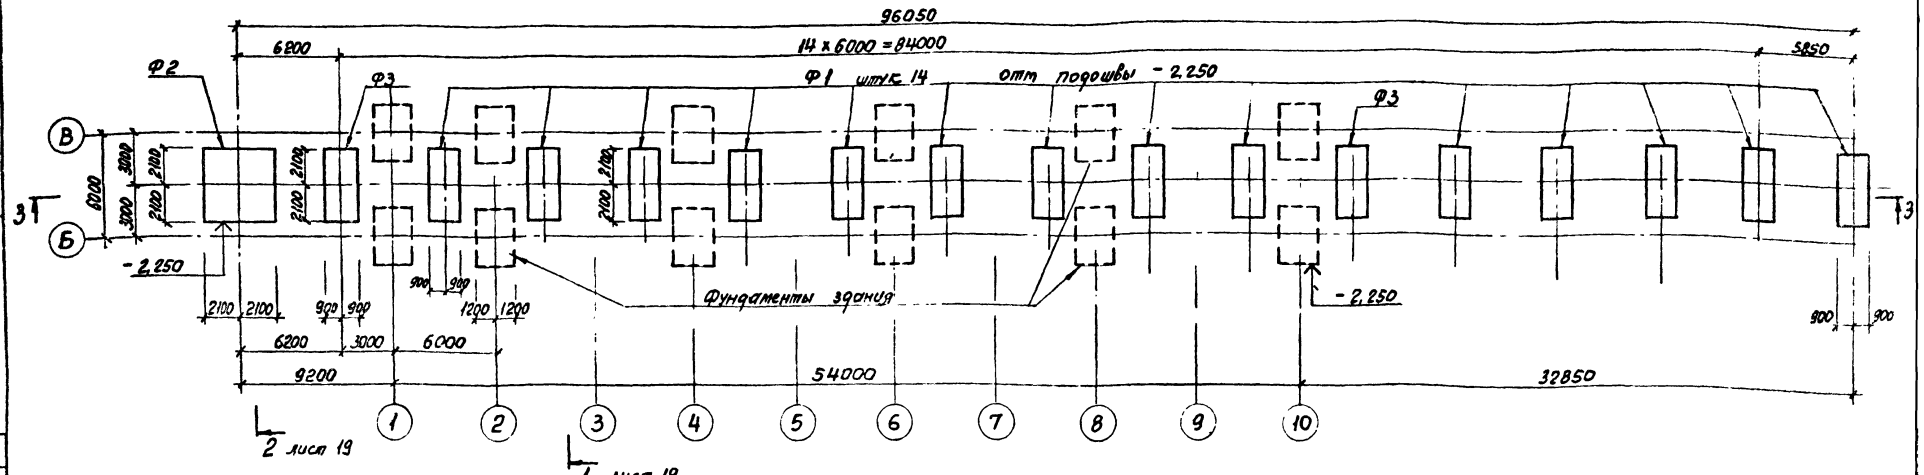 96050
6200
14 x 6000 = 84000
5850
Ф2
Ф3
Ф1 штук 14 отм подошвы -2,250
Ф3
В
Б
6000
3000
3000
2100
2100
2100
2100
2100
2100
3
3
-2,250
900 900
Фундаменты здания
-2,250
2100 2100
900 900
1200 1200
900 900
6200
3000
6000
9200
54000
32850
1 2 3 4 5 6 7 8 9 10
2 лист 19
1 лист 19